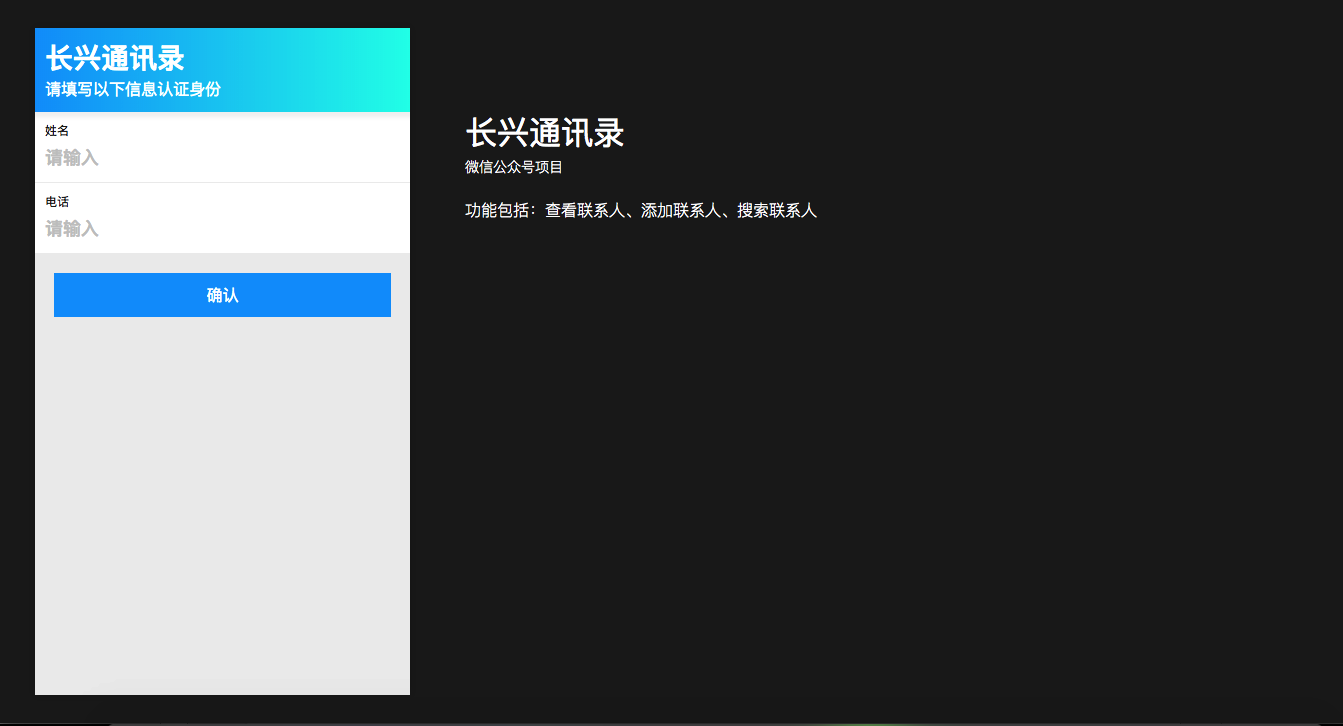 长兴通讯录
请填写以下信息认证身份
姓名
请输入
电话
请输入
确认
长兴通讯录
微信公众号项目
功能包括：查看联系人、添加联系人、搜索联系人